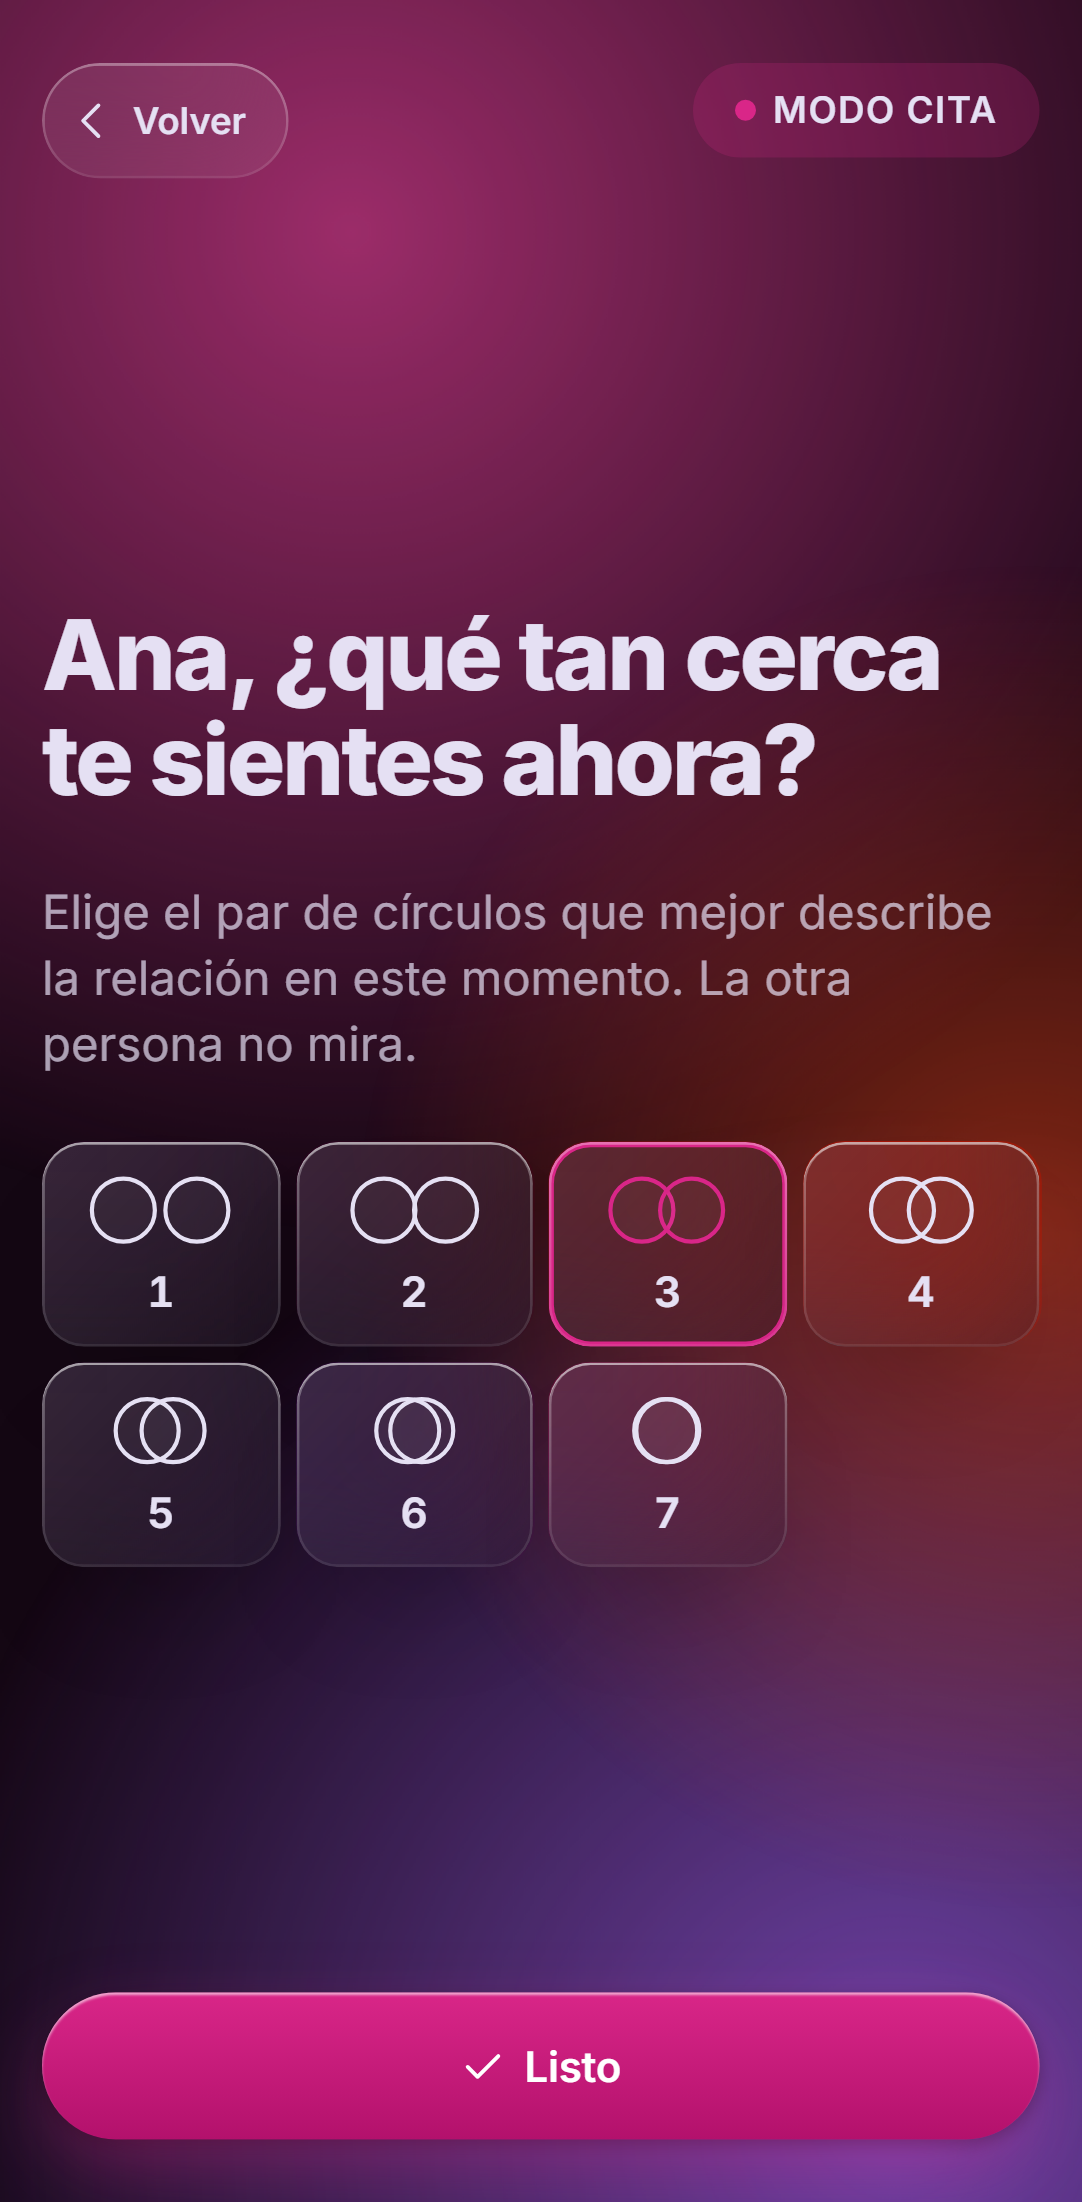 Volver
MODO CITA
Ana, ¿qué tan cerca
te sientes ahora?
Elige el par de círculos que mejor describe
la relación en este momento. La otra
persona no mira.
1
2
3
4
5
6
7
Listo